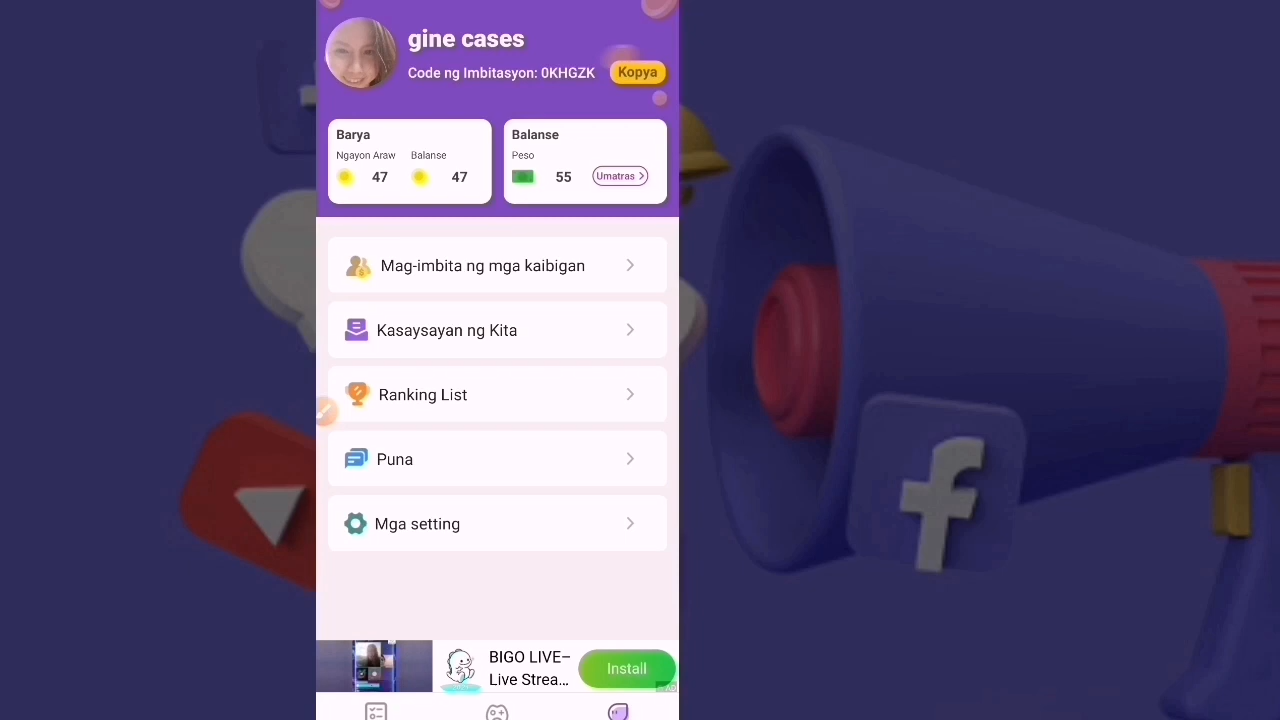 gine cases
Code ng Imbitasyon: 0KHGZK
Kopya
Barya
Ngayon Araw
Balanse
47
47
Balanse
Peso
55
Umatras
Mag-imbita ng mga kaibigan
Kasaysayan ng Kita
Ranking List
Puna
Mga setting
BIGO LIVE–
Live Strea...
Install